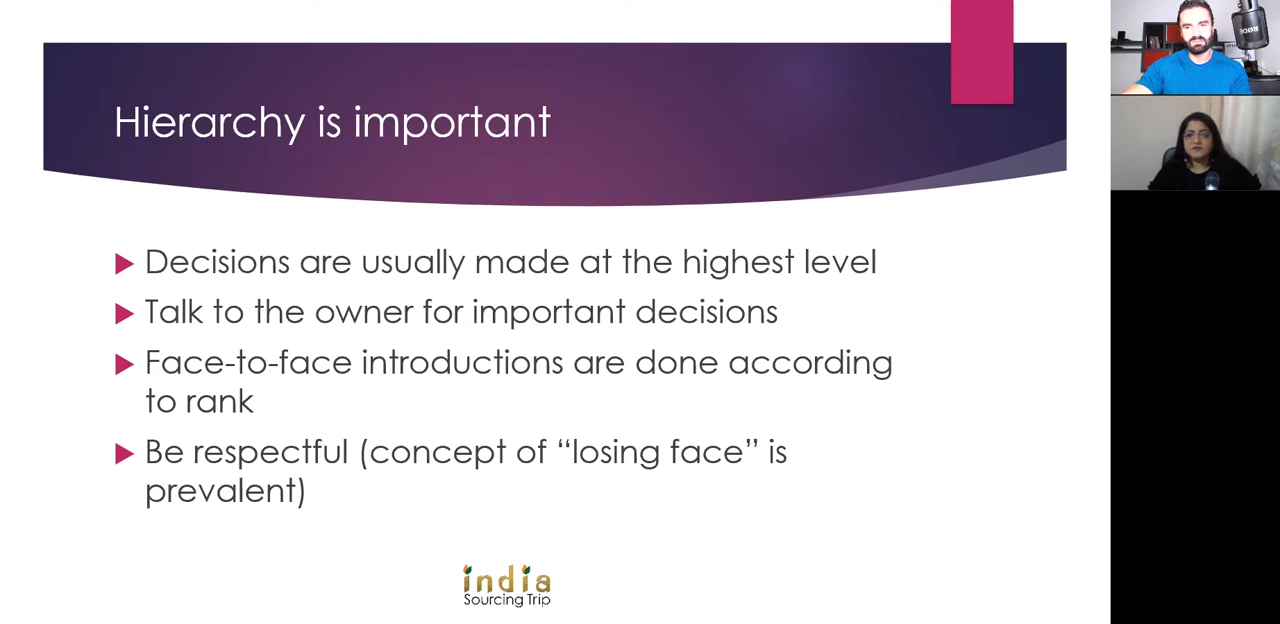 Hierarchy is important
Decisions are usually made at the highest level
Talk to the owner for important decisions
Face-to-face introductions are done according
to rank
Be respectful (concept of “losing face” is
prevalent)
india
Sourcing Trip
RØDE